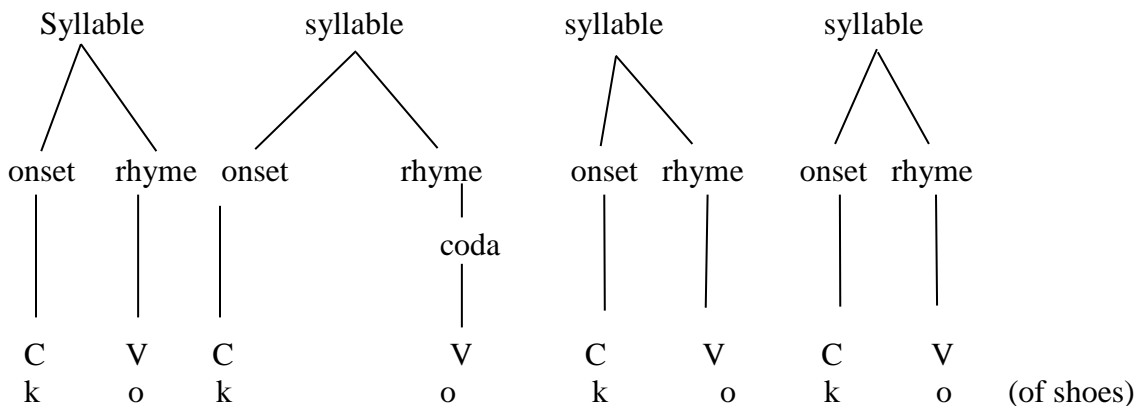 Syllable syllable syllable syllable
onset rhyme onset rhyme onset rhyme onset rhyme
coda
C V C V C V C V
k o k o k o k o (of shoes)